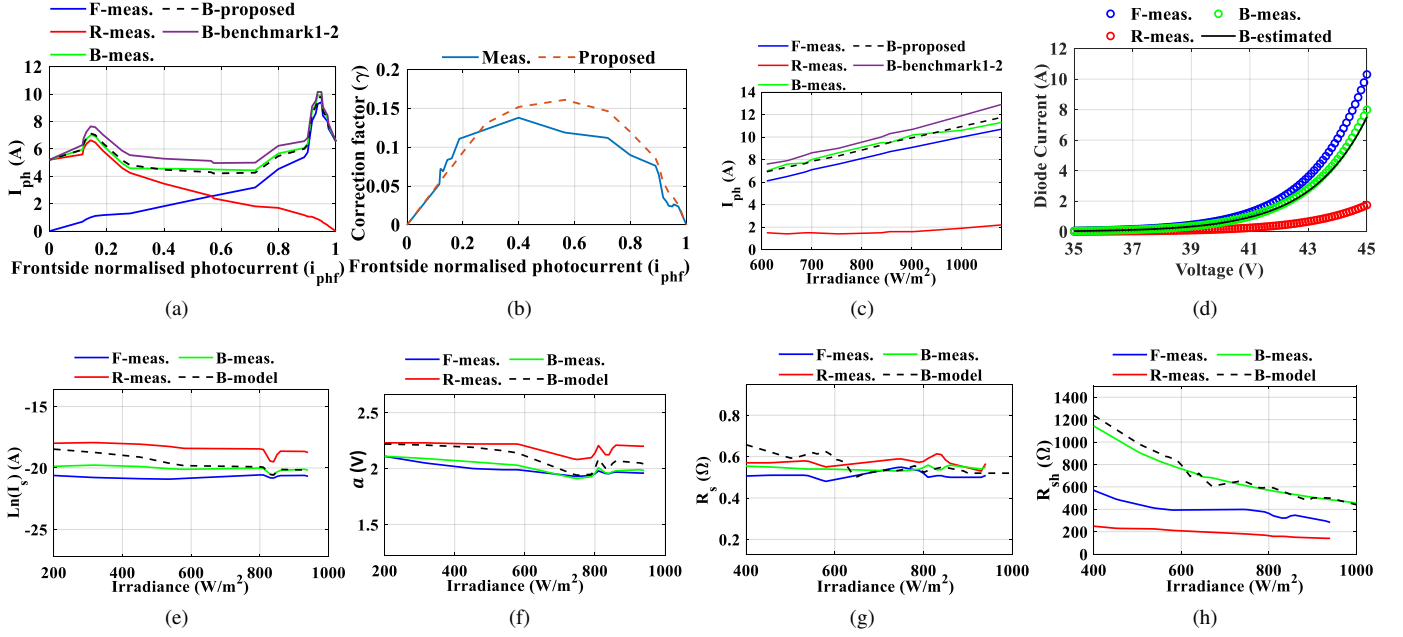 F-meas. B-proposed
R-meas. B-benchmark1-2
B-meas.
12
10
8
6
4
2
0
I_ph (A)
0 0.2 0.4 0.6 0.8 1
Frontside normalised photocurrent (i_phf)
(a)
Meas. Proposed
0.2
0.15
0.1
0.05
0
Correction factor (γ)
0 0.2 0.4 0.6 0.8 1
Frontside normalised photocurrent (i_phf)
(b)
F-meas. B-proposed
R-meas. B-benchmark1-2
B-meas.
14
12
10
8
6
4
2
0
I_ph (A)
600 700 800 900 1000
Irradiance (W/m²)
(c)
F-meas. B-meas.
R-meas. B-estimated
12
10
8
6
4
2
0
Diode Current (A)
35 37 39 41 43 45
Voltage (V)
(d)
F-meas. B-meas.
R-meas. B-model
-15
-20
-25
Ln(I_s) (A)
200 400 600 800 1000
Irradiance (W/m²)
(e)
F-meas. B-meas.
R-meas. B-model
2.5
2
1.5
a (V)
200 400 600 800 1000
Irradiance (W/m²)
(f)
F-meas. B-meas.
R-meas. B-model
0.8
0.6
0.4
0.2
R_s (Ω)
400 600 800 1000
Irradiance (W/m²)
(g)
F-meas. B-meas.
R-meas. B-model
1400
1200
1000
800
600
400
200
0
R_sh (Ω)
400 600 800 1000
Irradiance (W/m²)
(h)